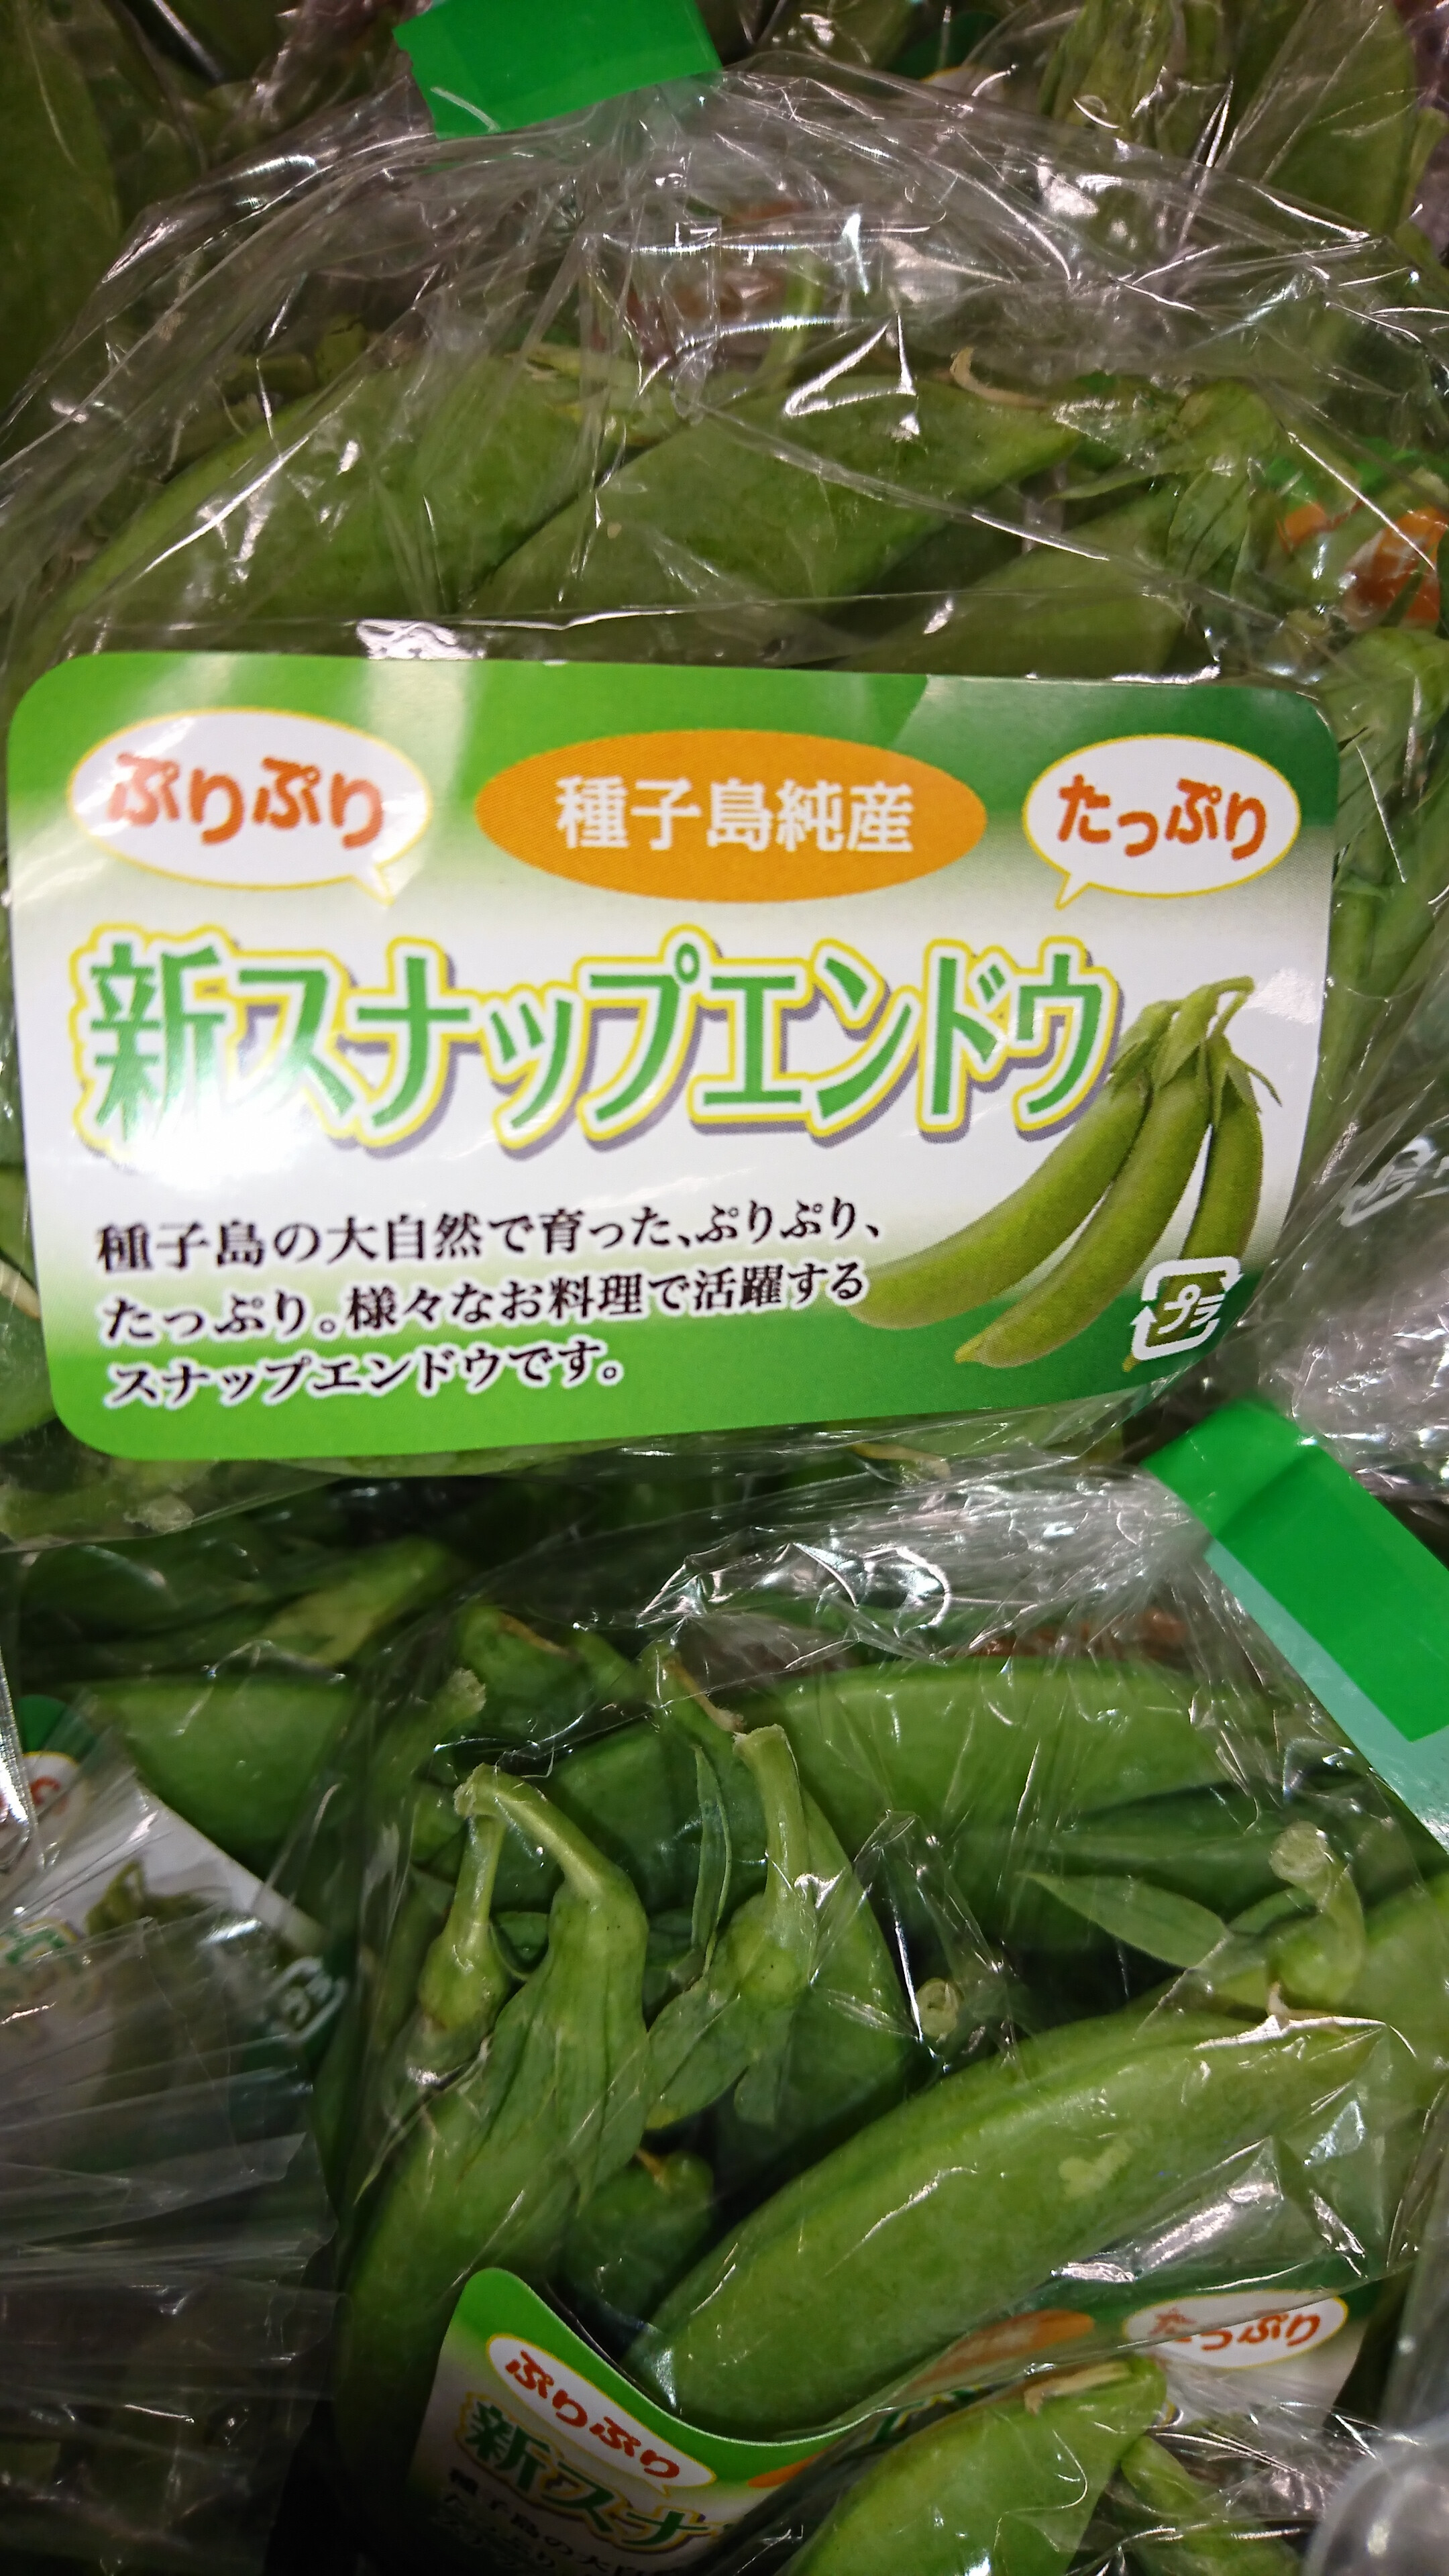 ぷりぷり
種子島純産
たっぷり
新スナップエンドウ
種子島の大自然で育った、ぷりぷり、
たっぷり。様々なお料理で活躍する
スナップエンドウです。
プラ
たっぷり
ぷりぷり
新スナ